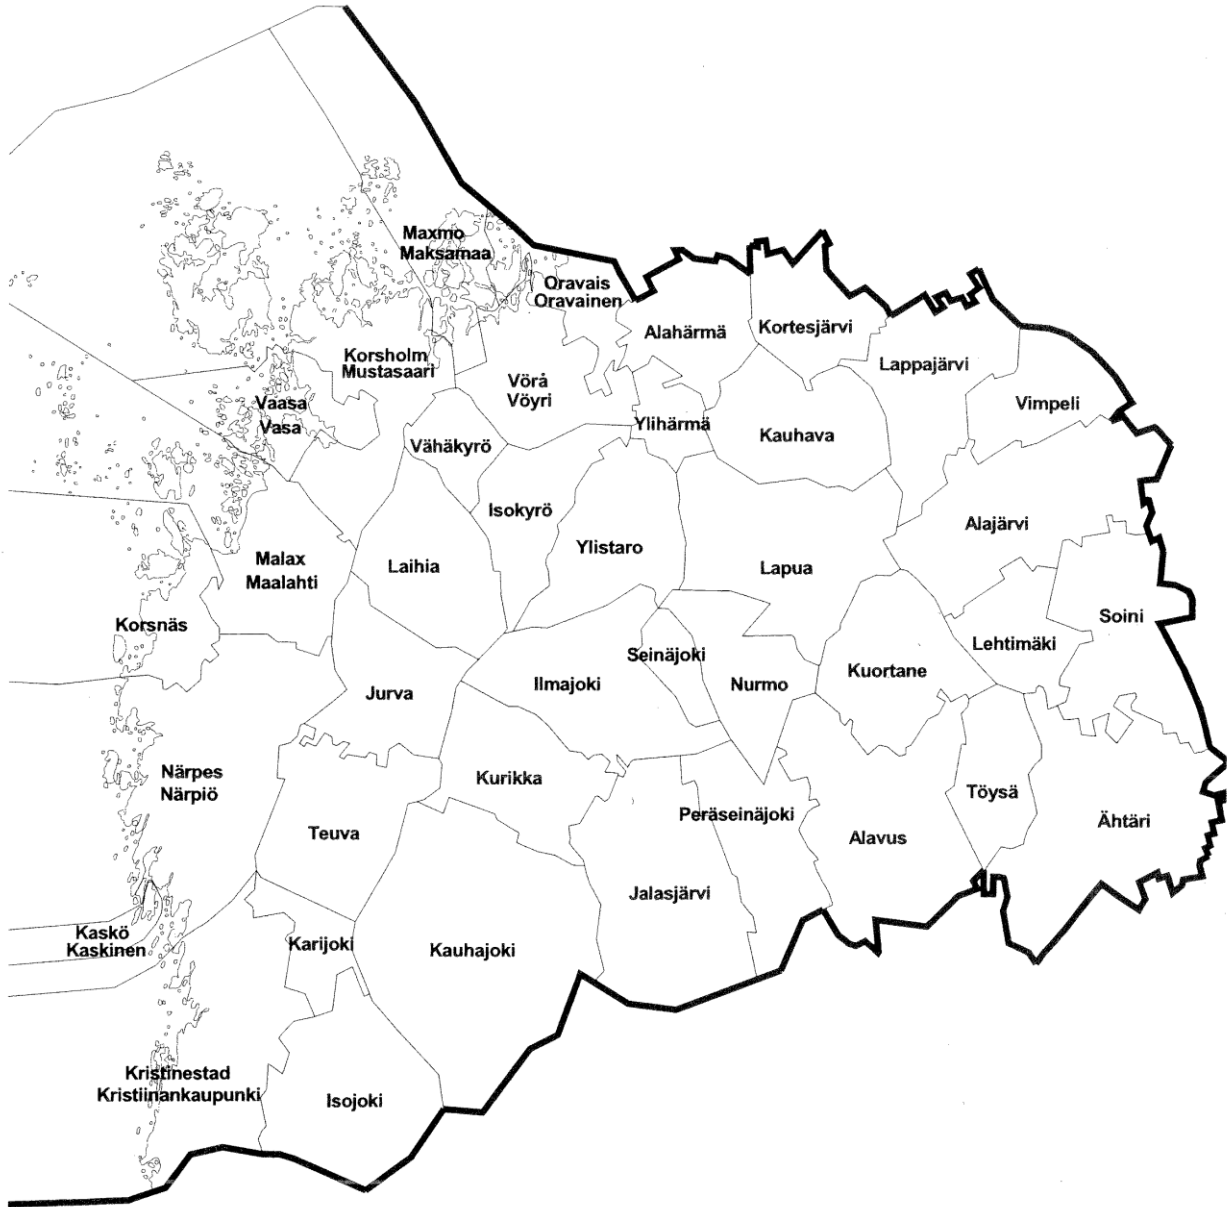 Maxmo
Maksamaa
Oravais
Oravainen
Alahärmä
Kortesjärvi
Korsholm
Mustasaari
Lappajärvi
Vörå
Vöyri
Vaasa
Vasa
Vimpeli
Ylihärmä
Kauhava
Vähäkyrö
Isokyrö
Alajärvi
Ylistaro
Malax
Maalahti
Laihia
Lapua
Korsnäs
Soini
Lehtimäki
Seinäjoki
Kuortane
Ilmajoki
Nurmo
Jurva
Närpes
Närpiö
Kurikka
Töysä
Peräseinäjoki
Ähtäri
Teuva
Alavus
Jalasjärvi
Kaskö
Kaskinen
Karijoki
Kauhajoki
Kristinestad
Kristiinankaupunki
Isojoki